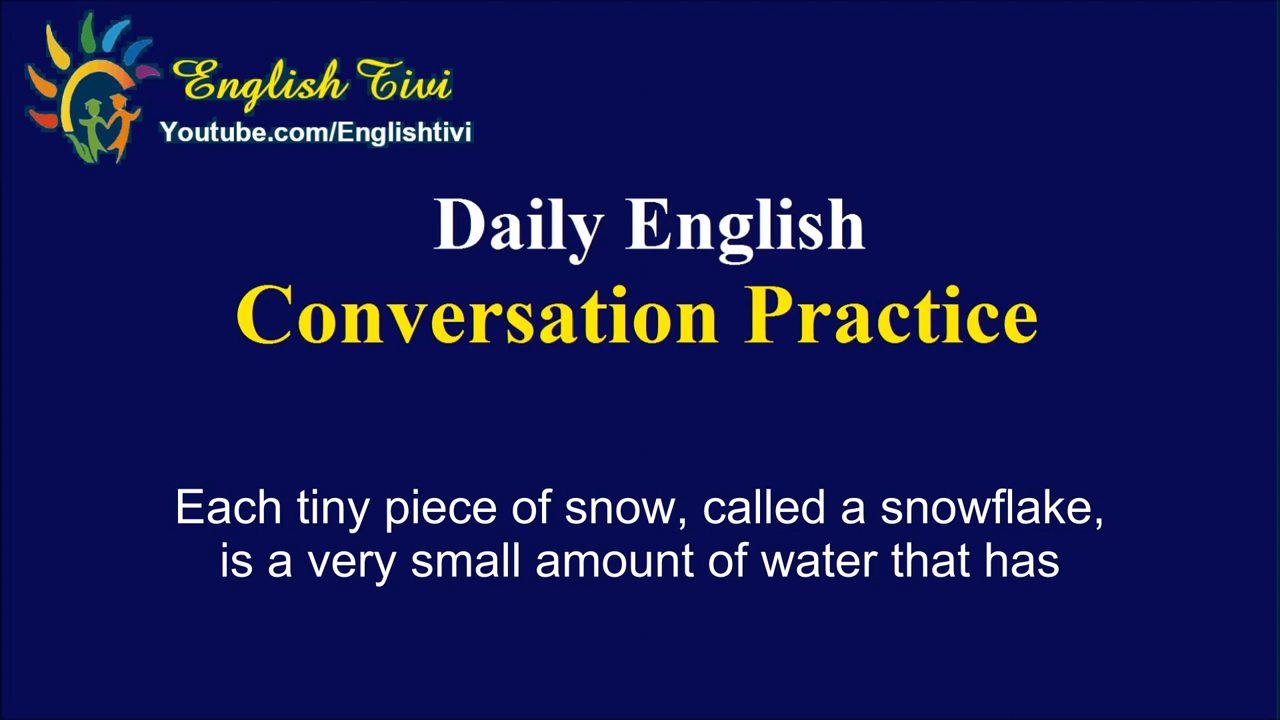 English Tivi
Youtube.com/Englishtivi
Daily English
Conversation Practice
Each tiny piece of snow, called a snowflake,
is a very small amount of water that has